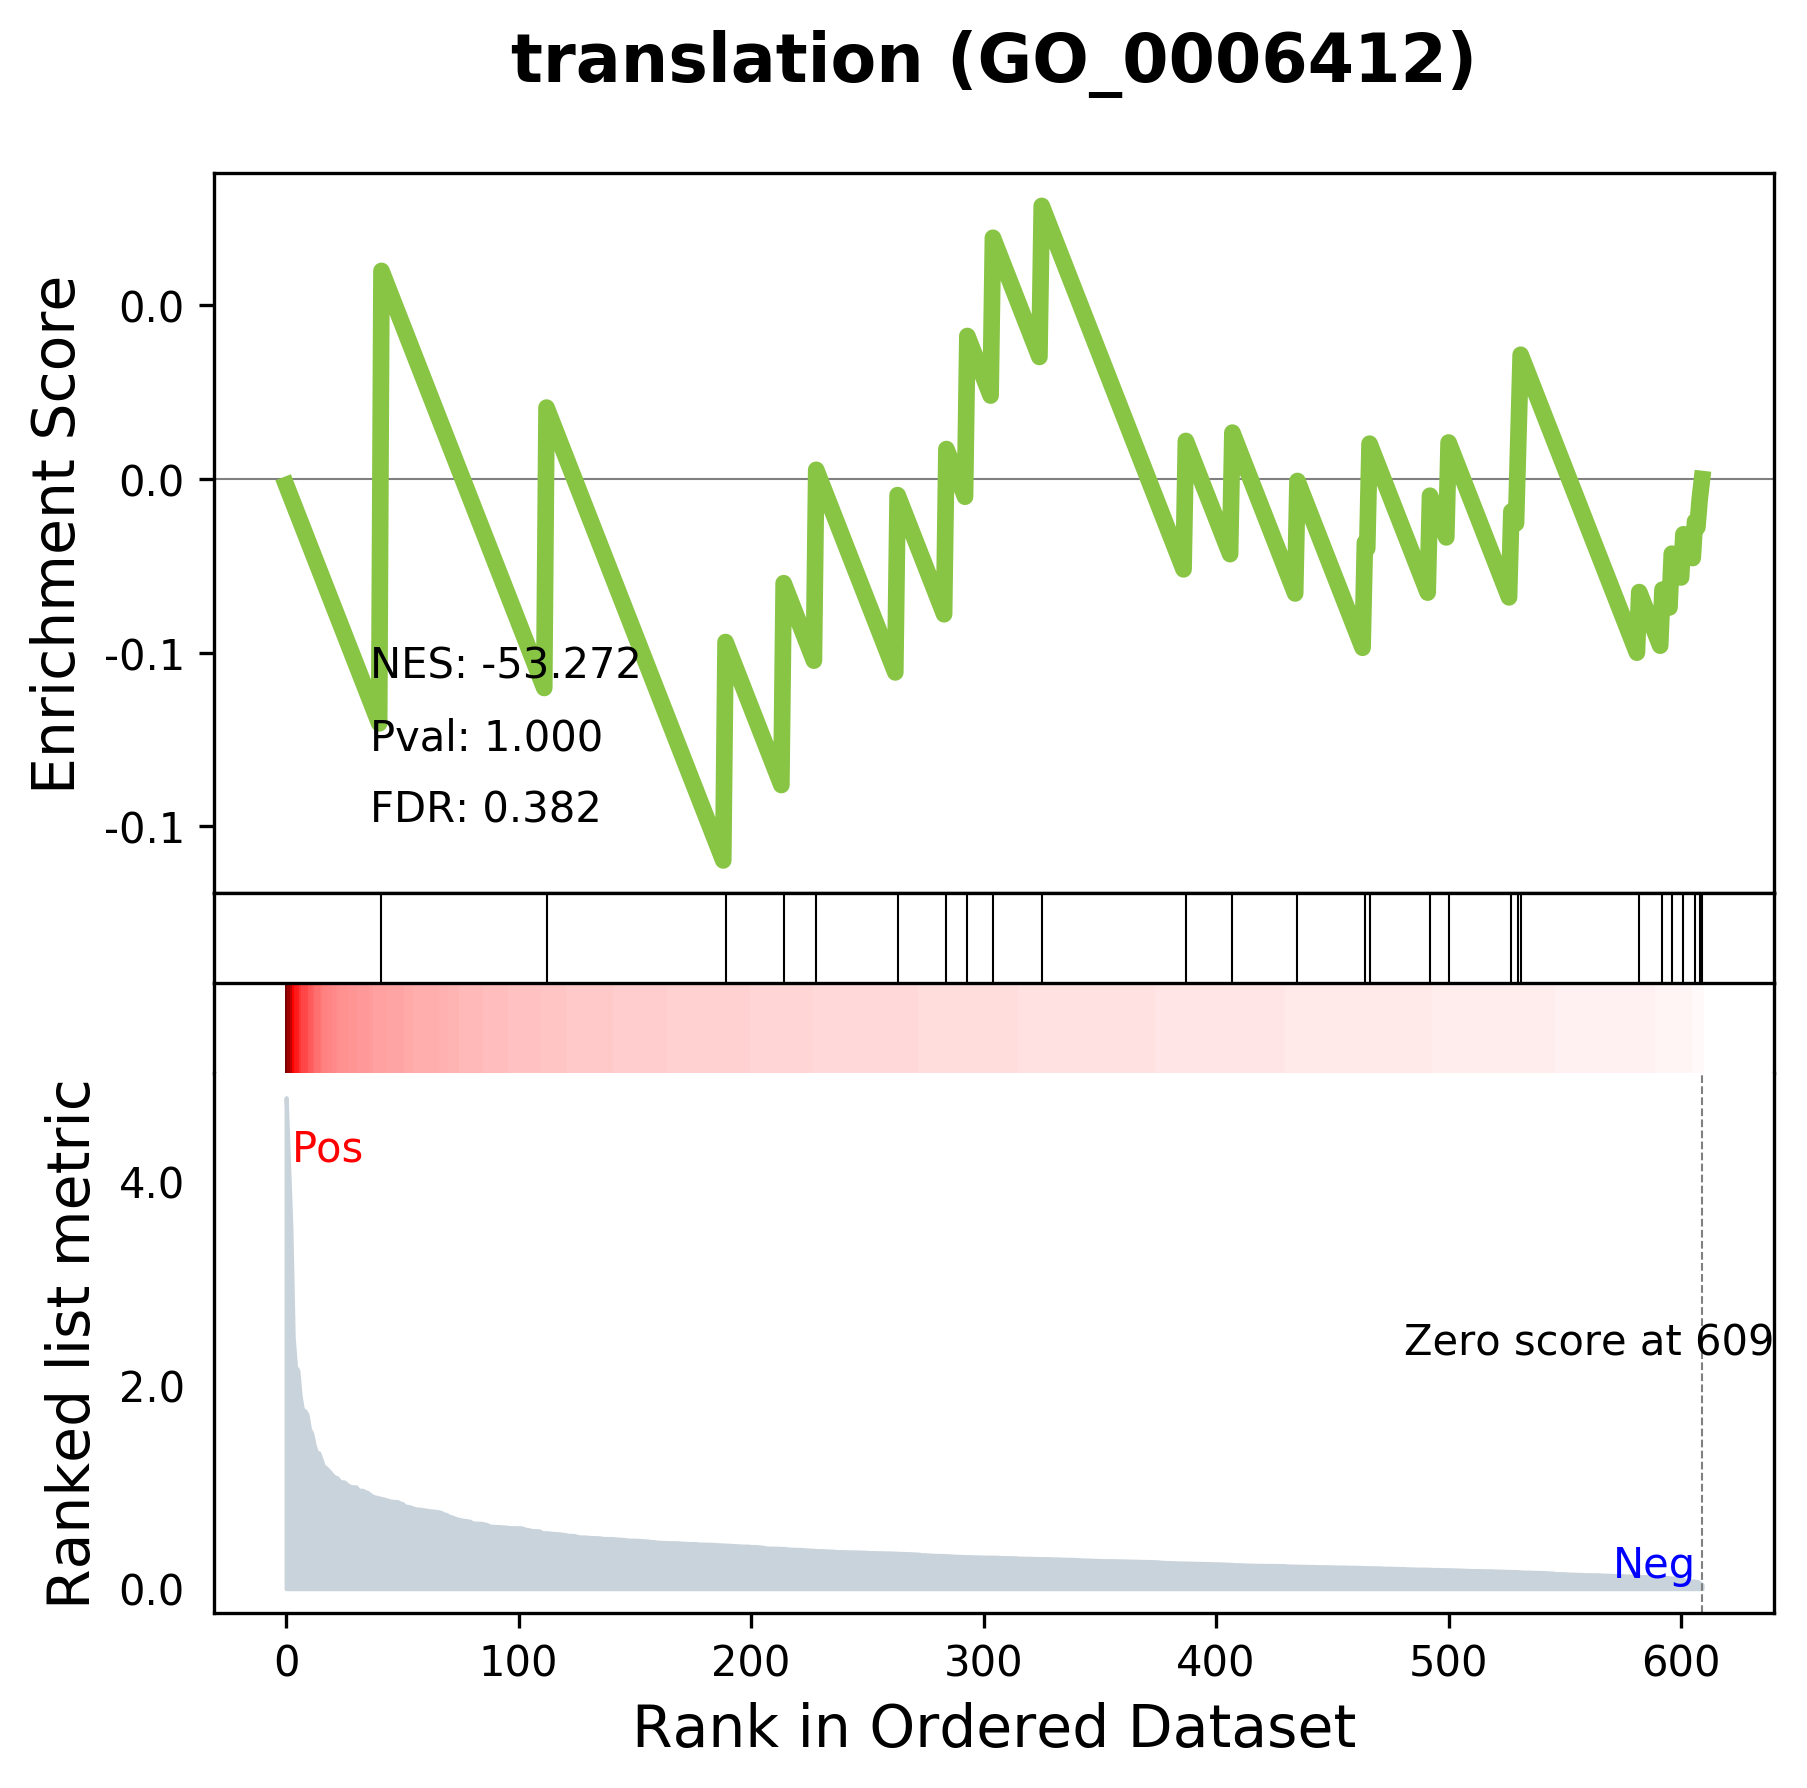 translation (GO_0006412)
Enrichment Score
0.0
0.0
-0.1
-0.1
NES: -53.272
Pval: 1.000
FDR: 0.382
Ranked list metric
4.0
2.0
0.0
Pos
Zero score at 609
Neg
0 100 200 300 400 500 600
Rank in Ordered Dataset